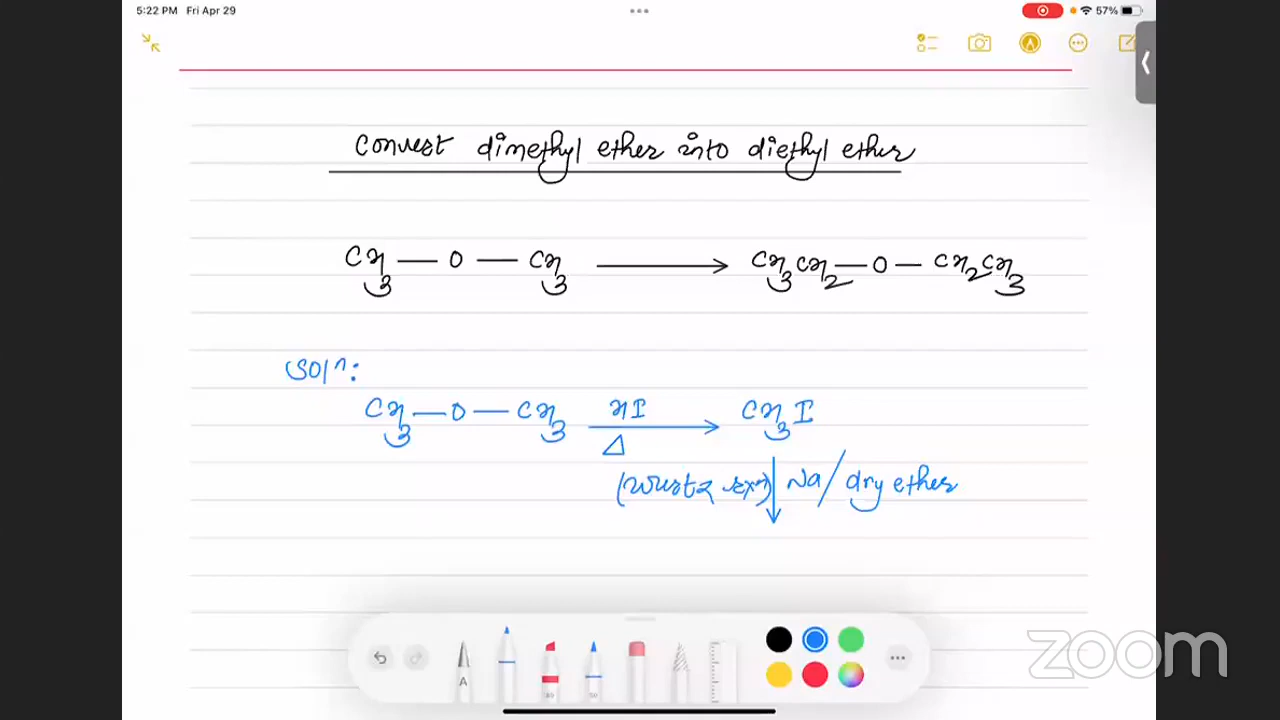 5:22 PM Fri Apr 29
57%
Convert dimethyl ether into diethyl ether
CH3 — O — CH3 ⟶ CH3CH2 — O — CH2CH3
Soln:
CH3 — O — CH3 HI ⟶ Δ CH3I
(Wurtz rxn) Na/dry ether
A
50
zoom